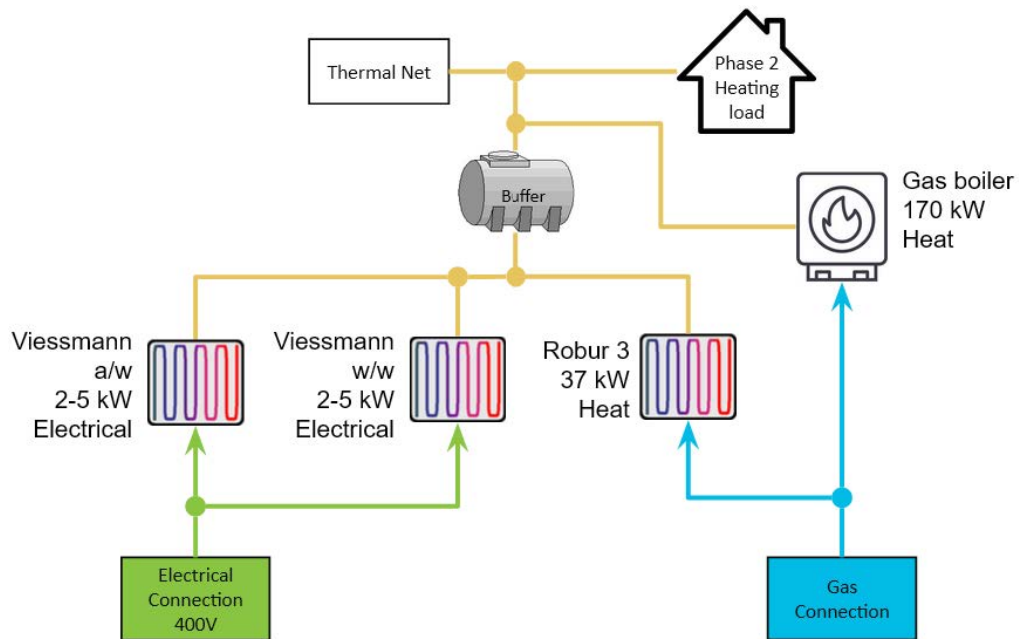 Thermal Net
Phase 2
Heating
load
Buffer
Gas boiler
170 kW
Heat
Viessmann
a/w
2-5 kW
Electrical
Viessmann
w/w
2-5 kW
Electrical
Robur 3
37 kW
Heat
Electrical
Connection
400V
Gas
Connection